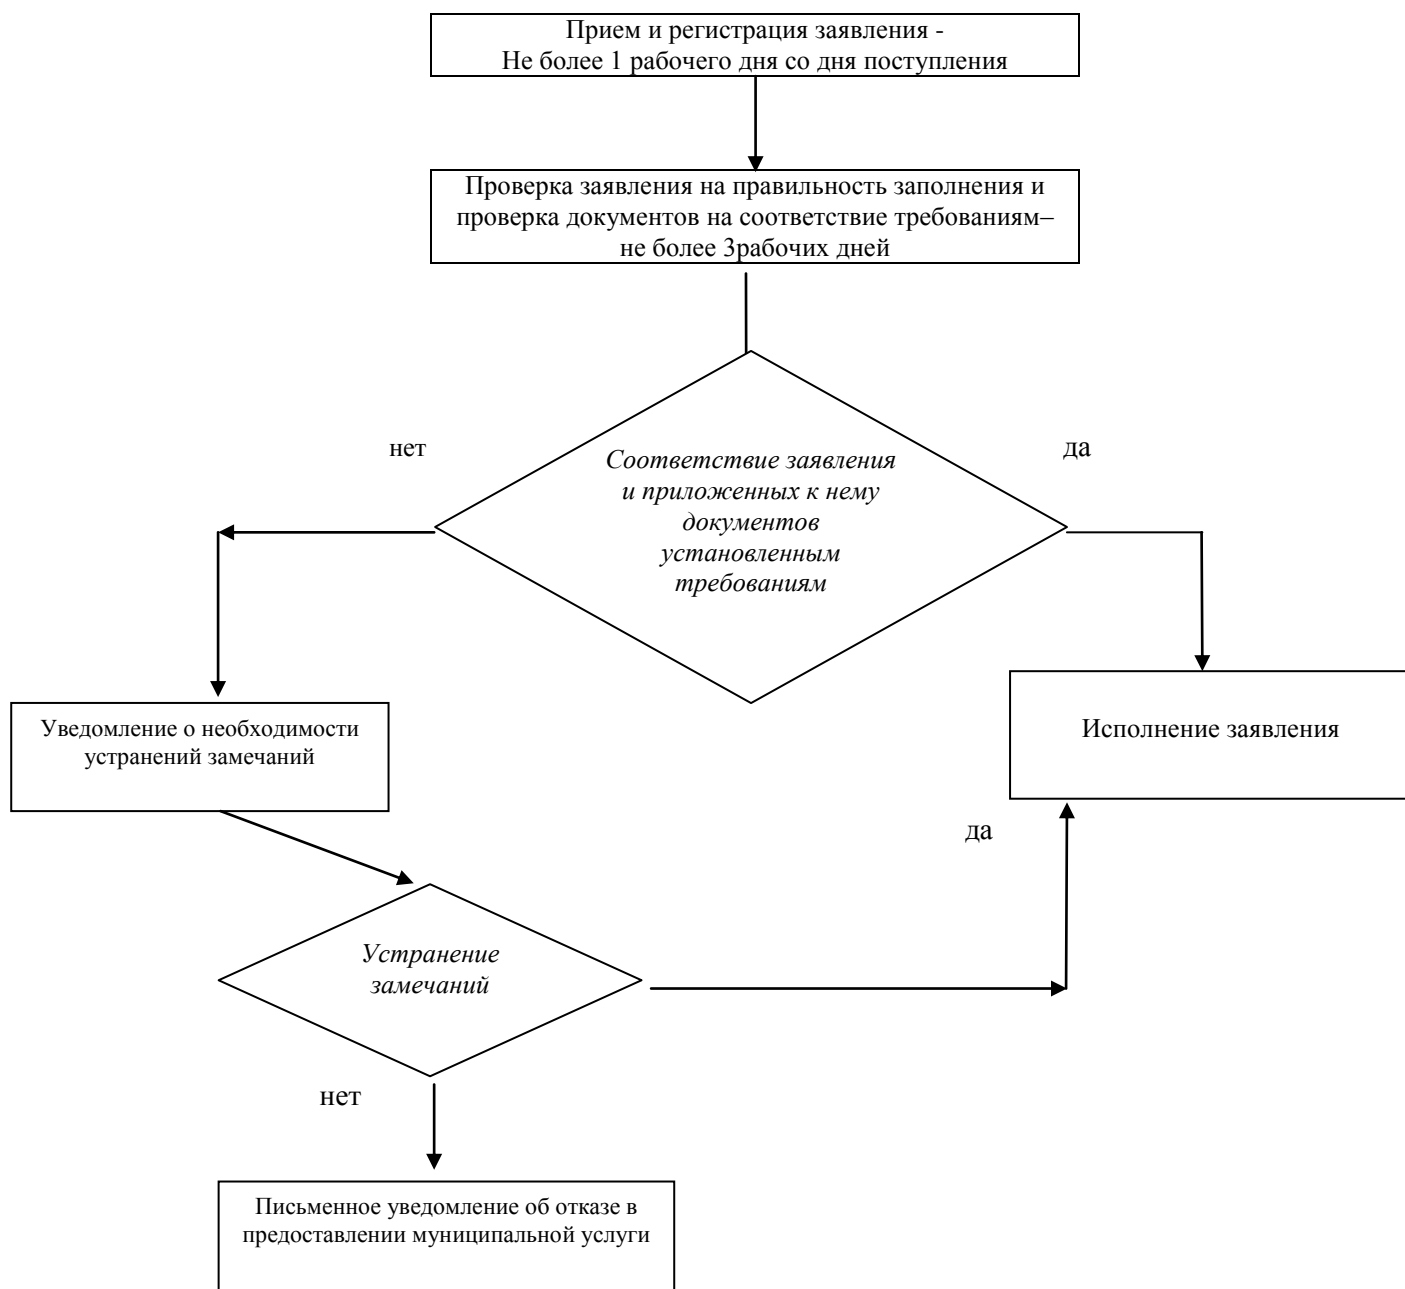 Прием и регистрация заявления -
Не более 1 рабочего дня со дня поступления
Проверка заявления на правильность заполнения и
проверка документов на соответствие требованиям–
не более 3рабочих дней
нет
да
Соответствие заявления
и приложенных к нему
документов
установленным
требованиям
Уведомление о необходимости
устранений замечаний
Исполнение заявления
да
Устранение
замечаний
нет
Письменное уведомление об отказе в
предоставлении муниципальной услуги